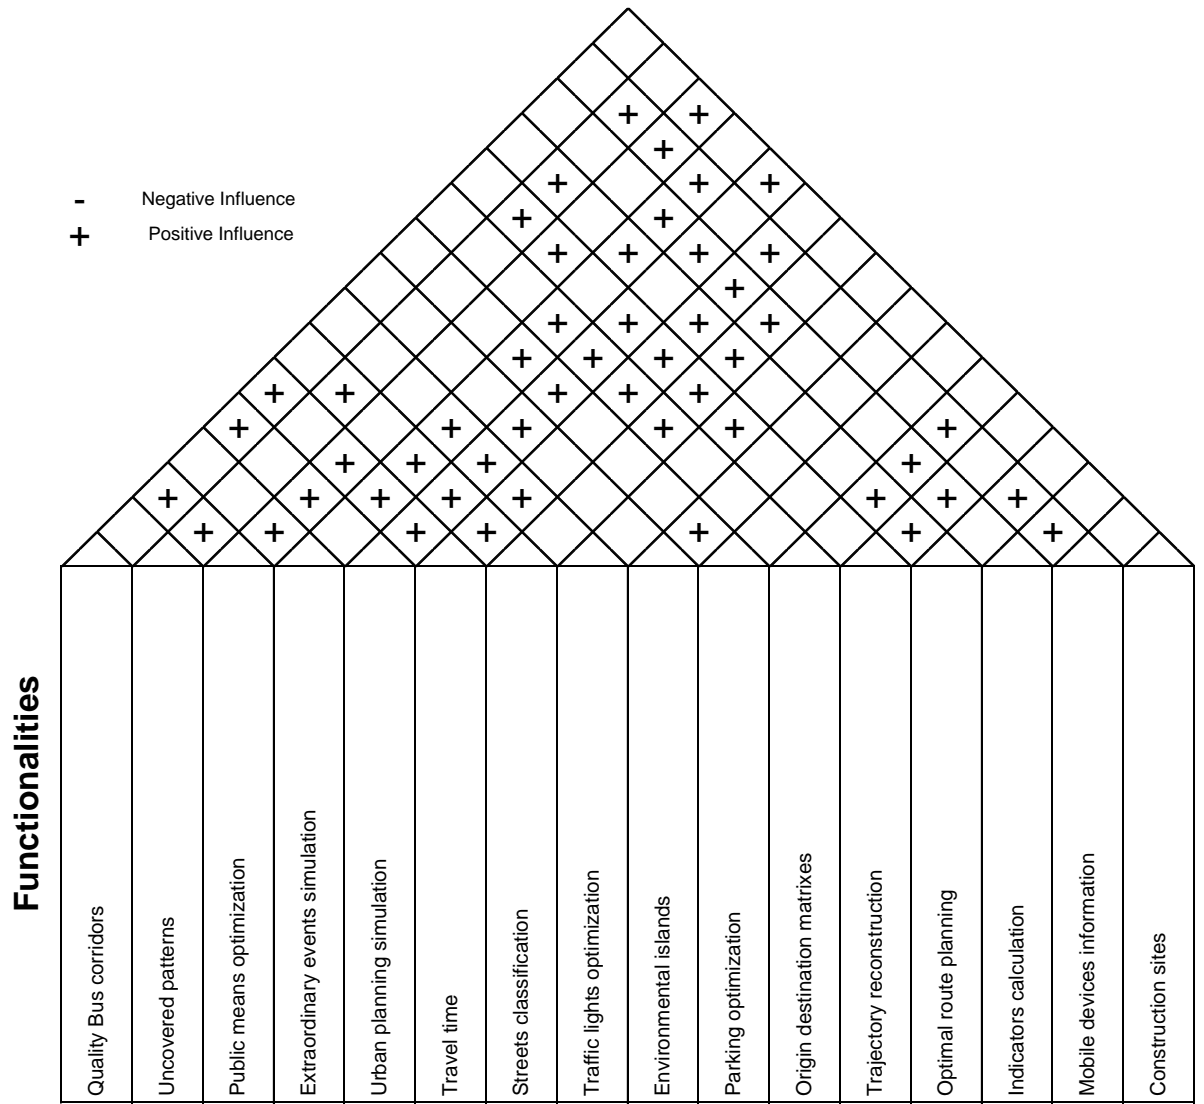 + +
+
+ + +
- Negative Influence
+ +
+ Positive Influence
+ + + +
+
+ + + +
+ + + +
+ + + + +
+ + + + + +
+ + + +
+ + + + + + + +
+ + + + + + +
Functionalities
Quality Bus corridors
Uncovered patterns
Public means optimization
Extraordinary events simulation
Urban planning simulation
Travel time
Streets classification
Traffic lights optimization
Environmental islands
Parking optimization
Origin destination matrixes
Trajectory reconstruction
Optimal route planning
Indicators calculation
Mobile devices information
Construction sites